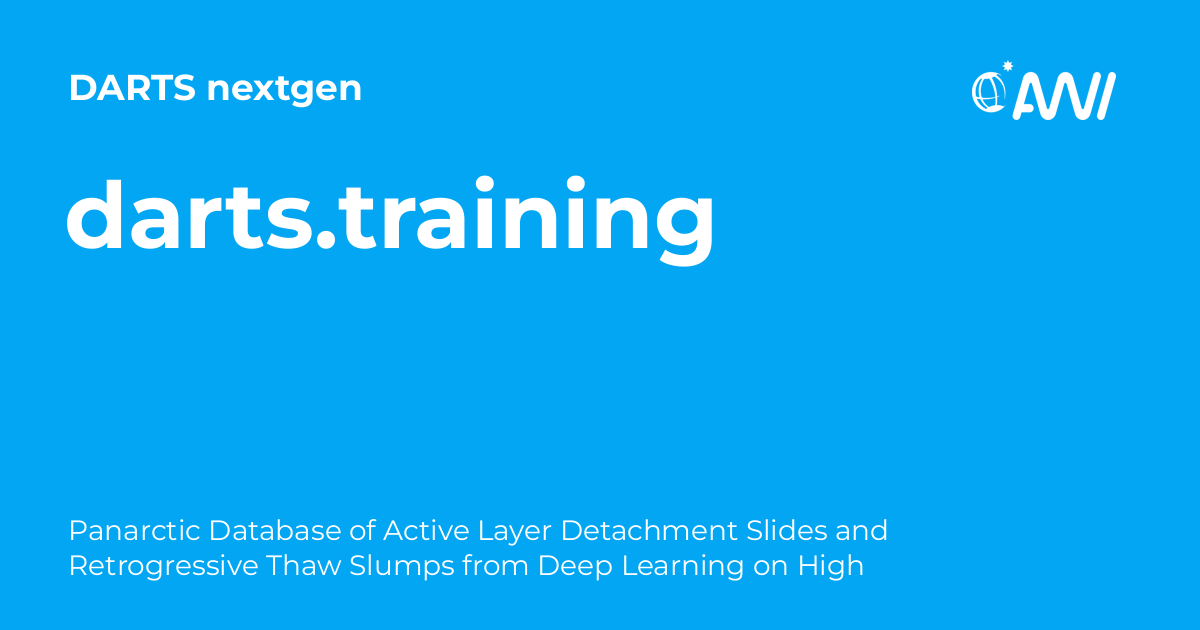 DARTS nextgen
AWI
darts.training
Panarctic Database of Active Layer Detachment Slides and
Retrogressive Thaw Slumps from Deep Learning on High